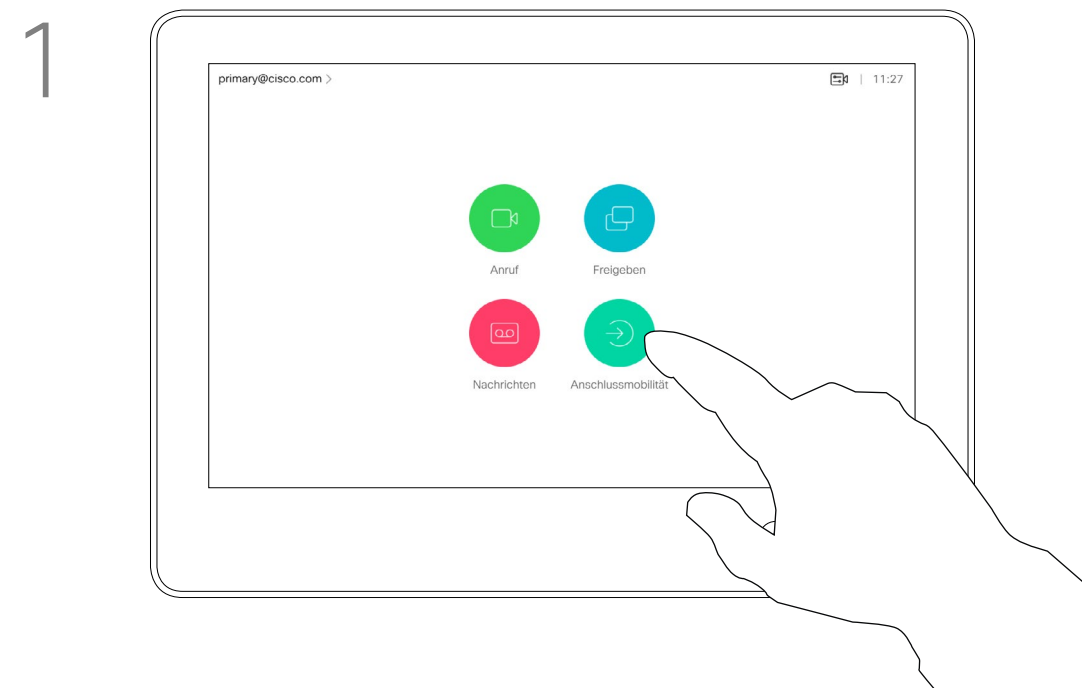 1
primary@cisco.com >
11:27
Anruf
Freigeben
Nachrichten
Anschlussmobilität